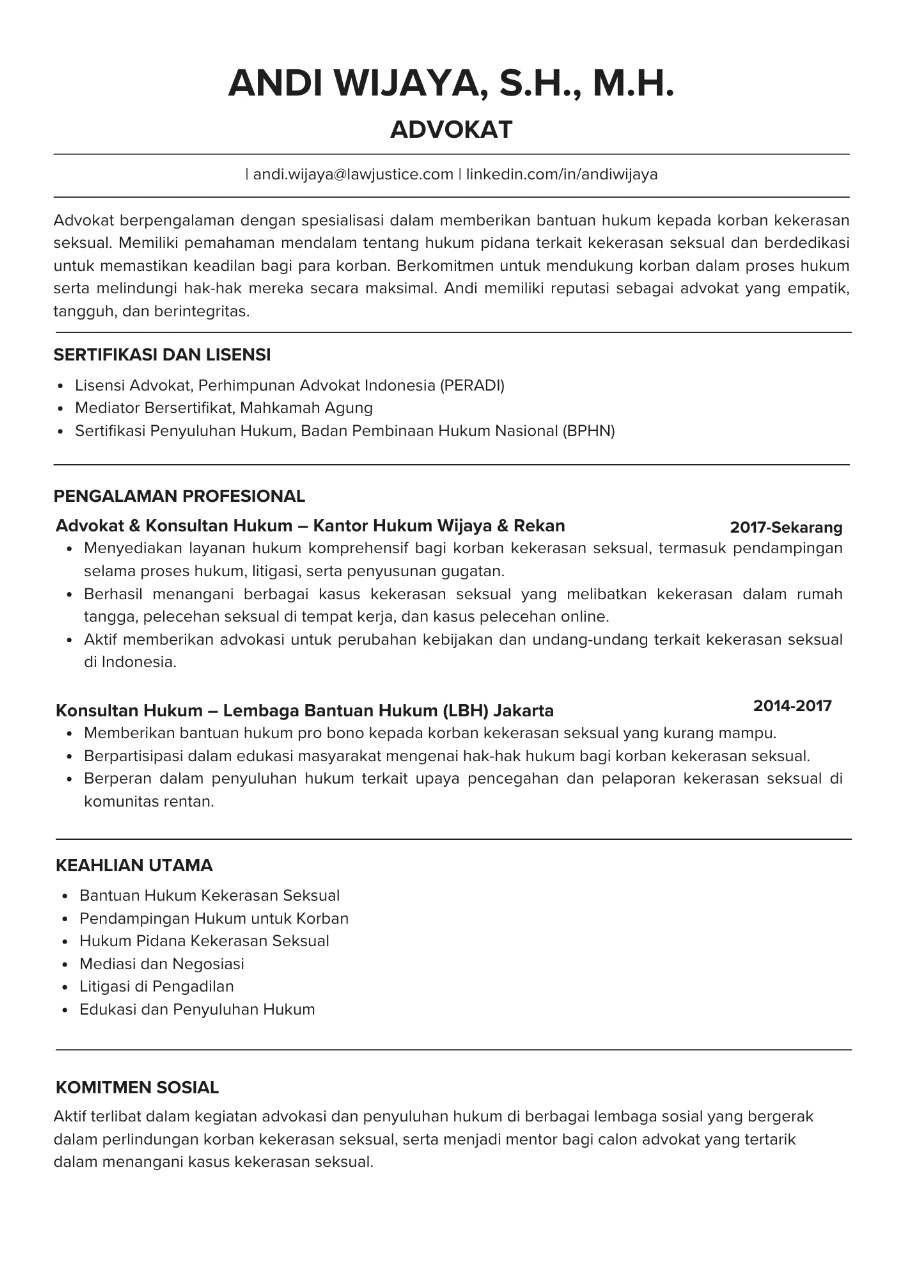 ANDI WIJAYA, S.H., M.H.
ADVOKAT
| andi.wijaya@lawjustice.com | linkedin.com/in/andiwijaya
Advokat berpengalaman dengan spesialisasi dalam memberikan bantuan hukum kepada korban kekerasan
seksual. Memiliki pemahaman mendalam tentang hukum pidana terkait kekerasan seksual dan berdedikasi
untuk memastikan keadilan bagi para korban. Berkomitmen untuk mendukung korban dalam proses hukum
serta melindungi hak-hak mereka secara maksimal. Andi memiliki reputasi sebagai advokat yang empatik,
tangguh, dan berintegritas.
SERTIFIKASI DAN LISENSI
• Lisensi Advokat, Perhimpunan Advokat Indonesia (PERADI)
• Mediator Bersertifikat, Mahkamah Agung
• Sertifikasi Penyuluhan Hukum, Badan Pembinaan Hukum Nasional (BPHN)
PENGALAMAN PROFESIONAL
Advokat & Konsultan Hukum – Kantor Hukum Wijaya & Rekan 2017-Sekarang
• Menyediakan layanan hukum komprehensif bagi korban kekerasan seksual, termasuk pendampingan
selama proses hukum, litigasi, serta penyusunan gugatan.
• Berhasil menangani berbagai kasus kekerasan seksual yang melibatkan kekerasan dalam rumah
tangga, pelecehan seksual di tempat kerja, dan kasus pelecehan online.
• Aktif memberikan advokasi untuk perubahan kebijakan dan undang-undang terkait kekerasan seksual
di Indonesia.
Konsultan Hukum – Lembaga Bantuan Hukum (LBH) Jakarta 2014-2017
• Memberikan bantuan hukum pro bono kepada korban kekerasan seksual yang kurang mampu.
• Berpartisipasi dalam edukasi masyarakat mengenai hak-hak hukum bagi korban kekerasan seksual.
• Berperan dalam penyuluhan hukum terkait upaya pencegahan dan pelaporan kekerasan seksual di
komunitas rentan.
KEAHLIAN UTAMA
• Bantuan Hukum Kekerasan Seksual
• Pendampingan Hukum untuk Korban
• Hukum Pidana Kekerasan Seksual
• Mediasi dan Negosiasi
• Litigasi di Pengadilan
• Edukasi dan Penyuluhan Hukum
KOMITMEN SOSIAL
Aktif terlibat dalam kegiatan advokasi dan penyuluhan hukum di berbagai lembaga sosial yang bergerak
dalam perlindungan korban kekerasan seksual, serta menjadi mentor bagi calon advokat yang tertarik
dalam menangani kasus kekerasan seksual.